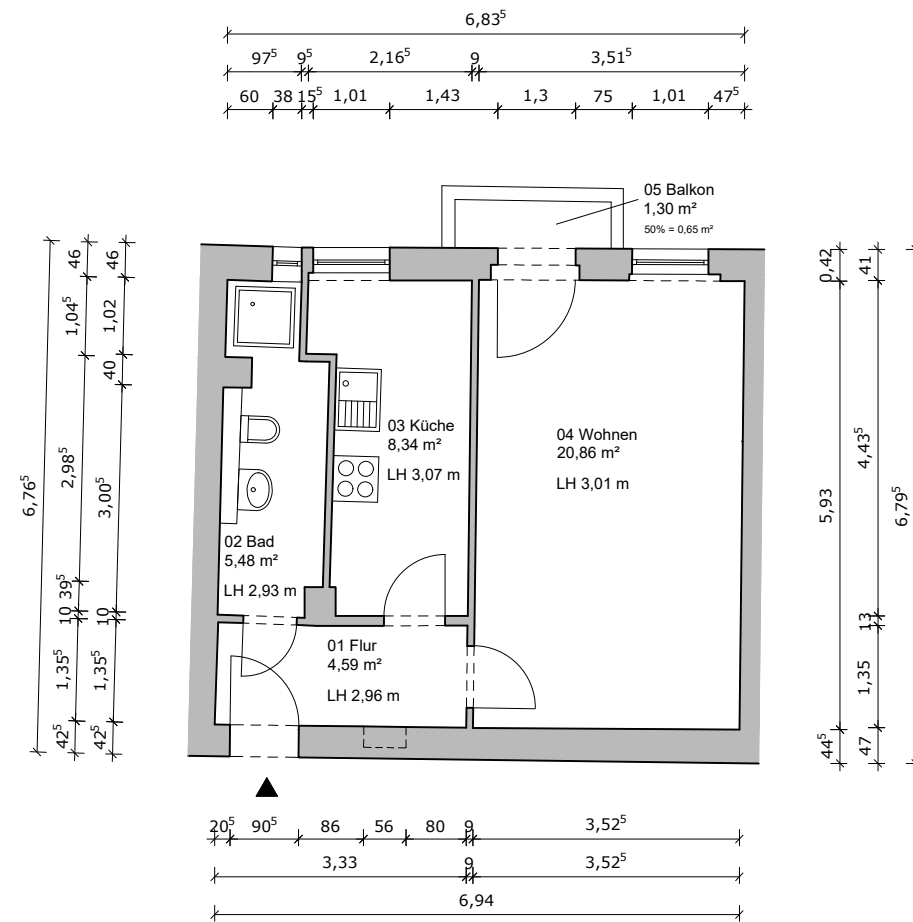 6,83⁵
97⁵ 9⁵ 2,16⁵ 9 3,51⁵
60 38 15⁵ 1,01 1,43 1,3 75 1,01 47⁵
05 Balkon
1,30 m²
50% = 0,65 m²
6,76⁵
46 1,04⁵ 2,98⁵ 39⁵ 10 1,35⁵ 42⁵
46 1,02 40 3,00⁵ 10 1,35⁵ 42⁵
03 Küche
8,34 m²
LH 3,07 m
04 Wohnen
20,86 m²
LH 3,01 m
02 Bad
5,48 m²
LH 2,93 m
01 Flur
4,59 m²
LH 2,96 m
0,42 5,93 44⁵
41 4,43⁵ 13 1,35 47
6,79⁵
20⁵ 90⁵ 86 56 80 9 3,52⁵
3,33 9 3,52⁵
6,94